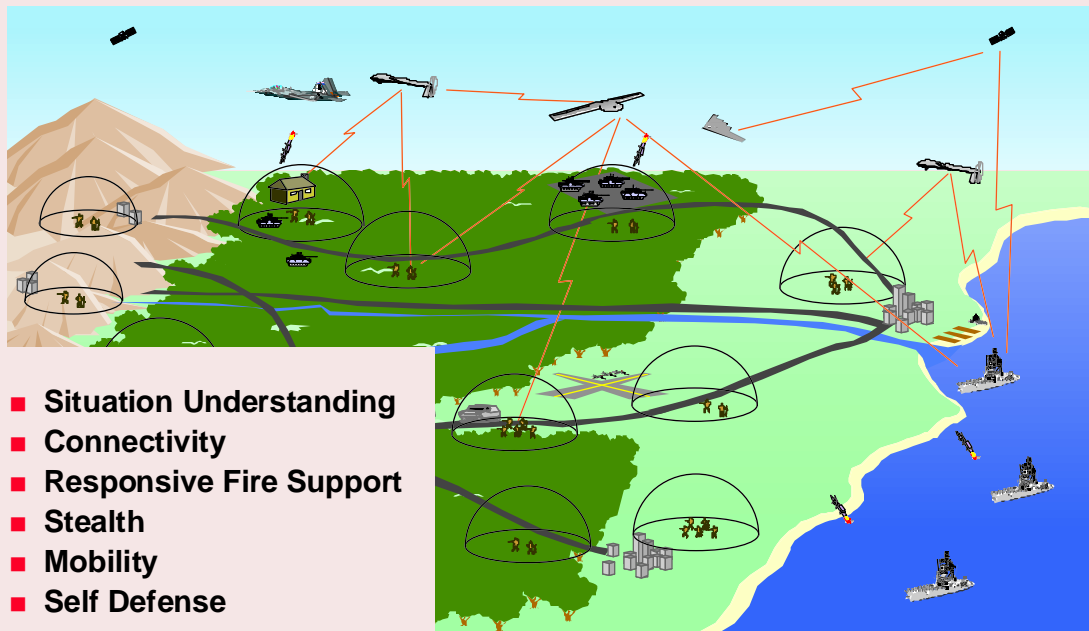 Situation Understanding
Connectivity
Responsive Fire Support
Stealth
Mobility
Self Defense